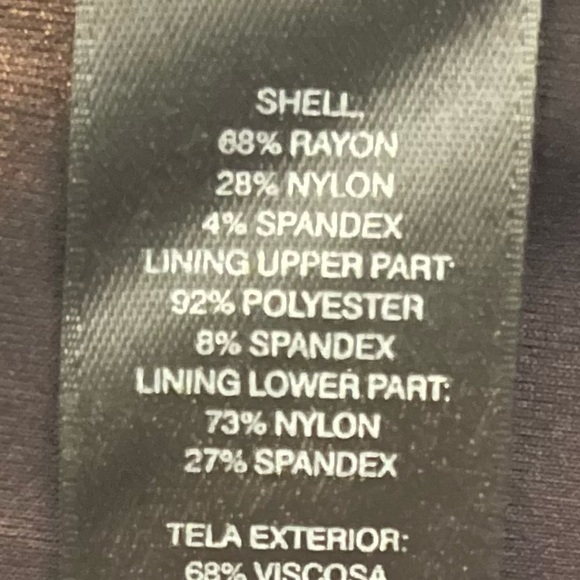 SHELL,
68% RAYON
28% NYLON
4% SPANDEX
LINING UPPER PART:
92% POLYESTER
8% SPANDEX
LINING LOWER PART:
73% NYLON
27% SPANDEX
TELA EXTERIOR:
68% VISCOSA